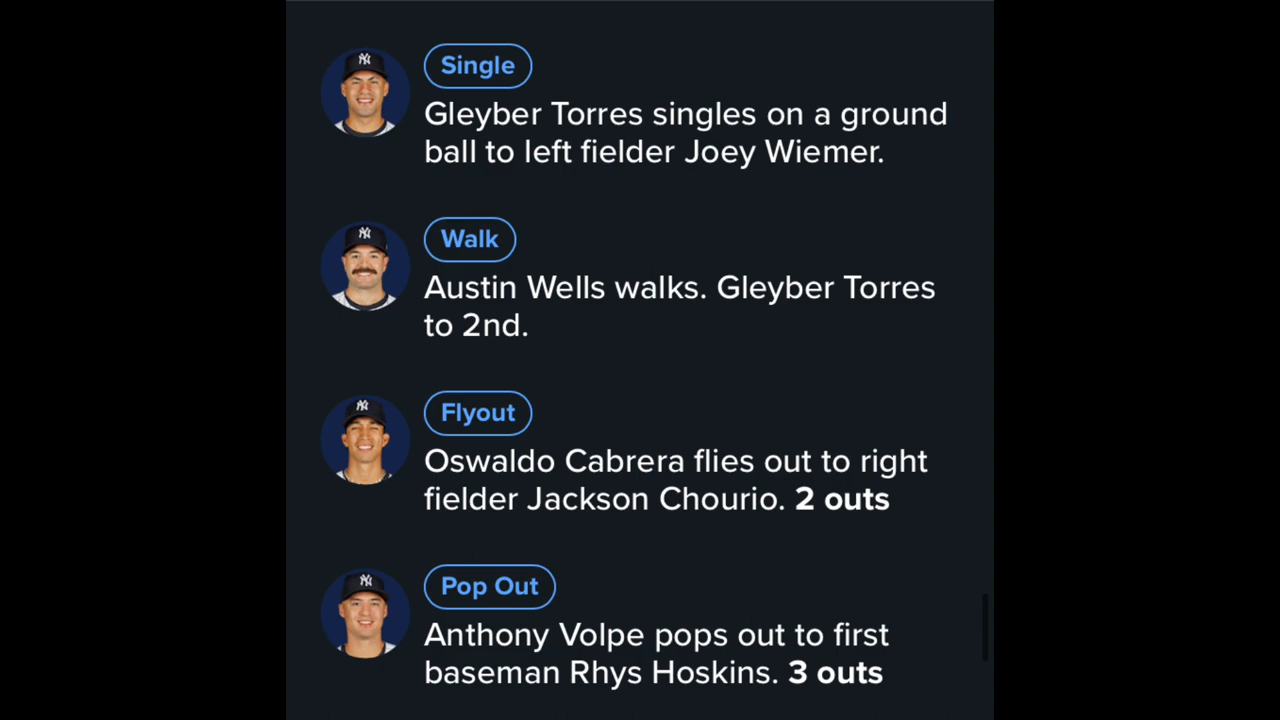 Single
Gleyber Torres singles on a ground
ball to left fielder Joey Wiemer.
Walk
Austin Wells walks. Gleyber Torres
to 2nd.
Flyout
Oswaldo Cabrera flies out to right
fielder Jackson Chourio. 2 outs
Pop Out
Anthony Volpe pops out to first
baseman Rhys Hoskins. 3 outs